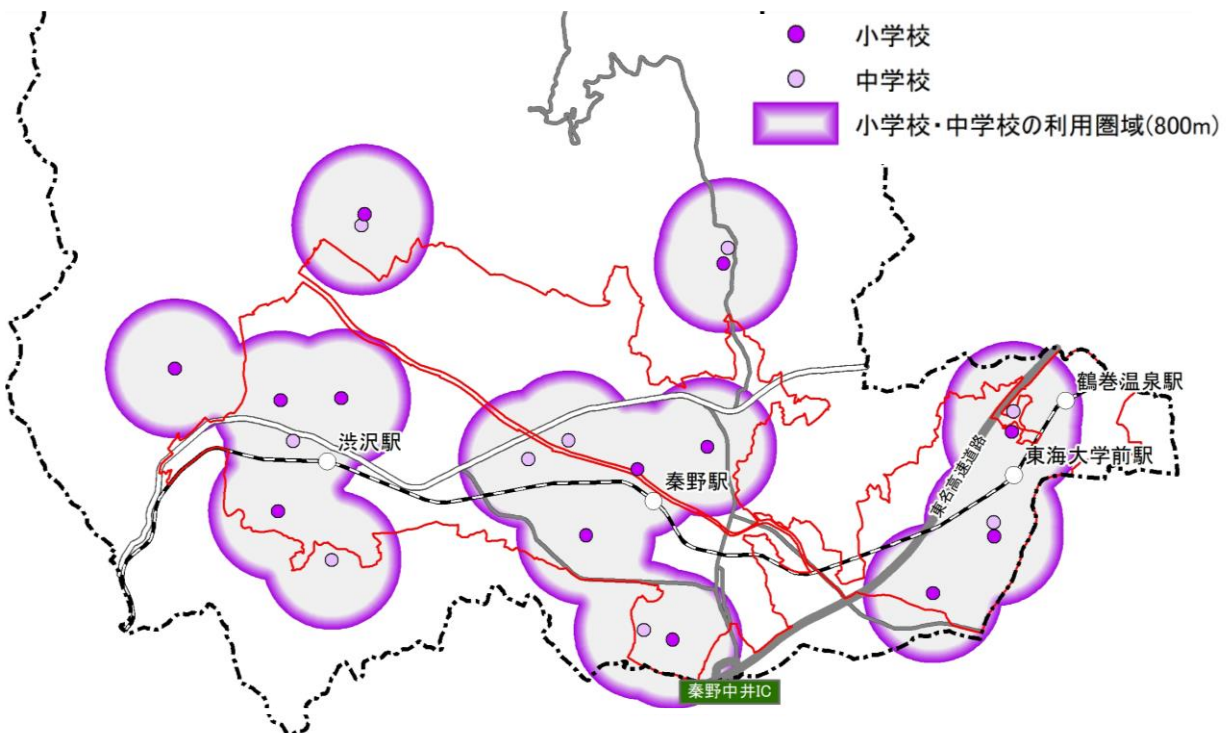 小学校
中学校
小学校・中学校の利用圏域(800m)
鶴巻温泉駅
渋沢駅
東海大学前駅
秦野駅
東名高速道路
秦野中井IC